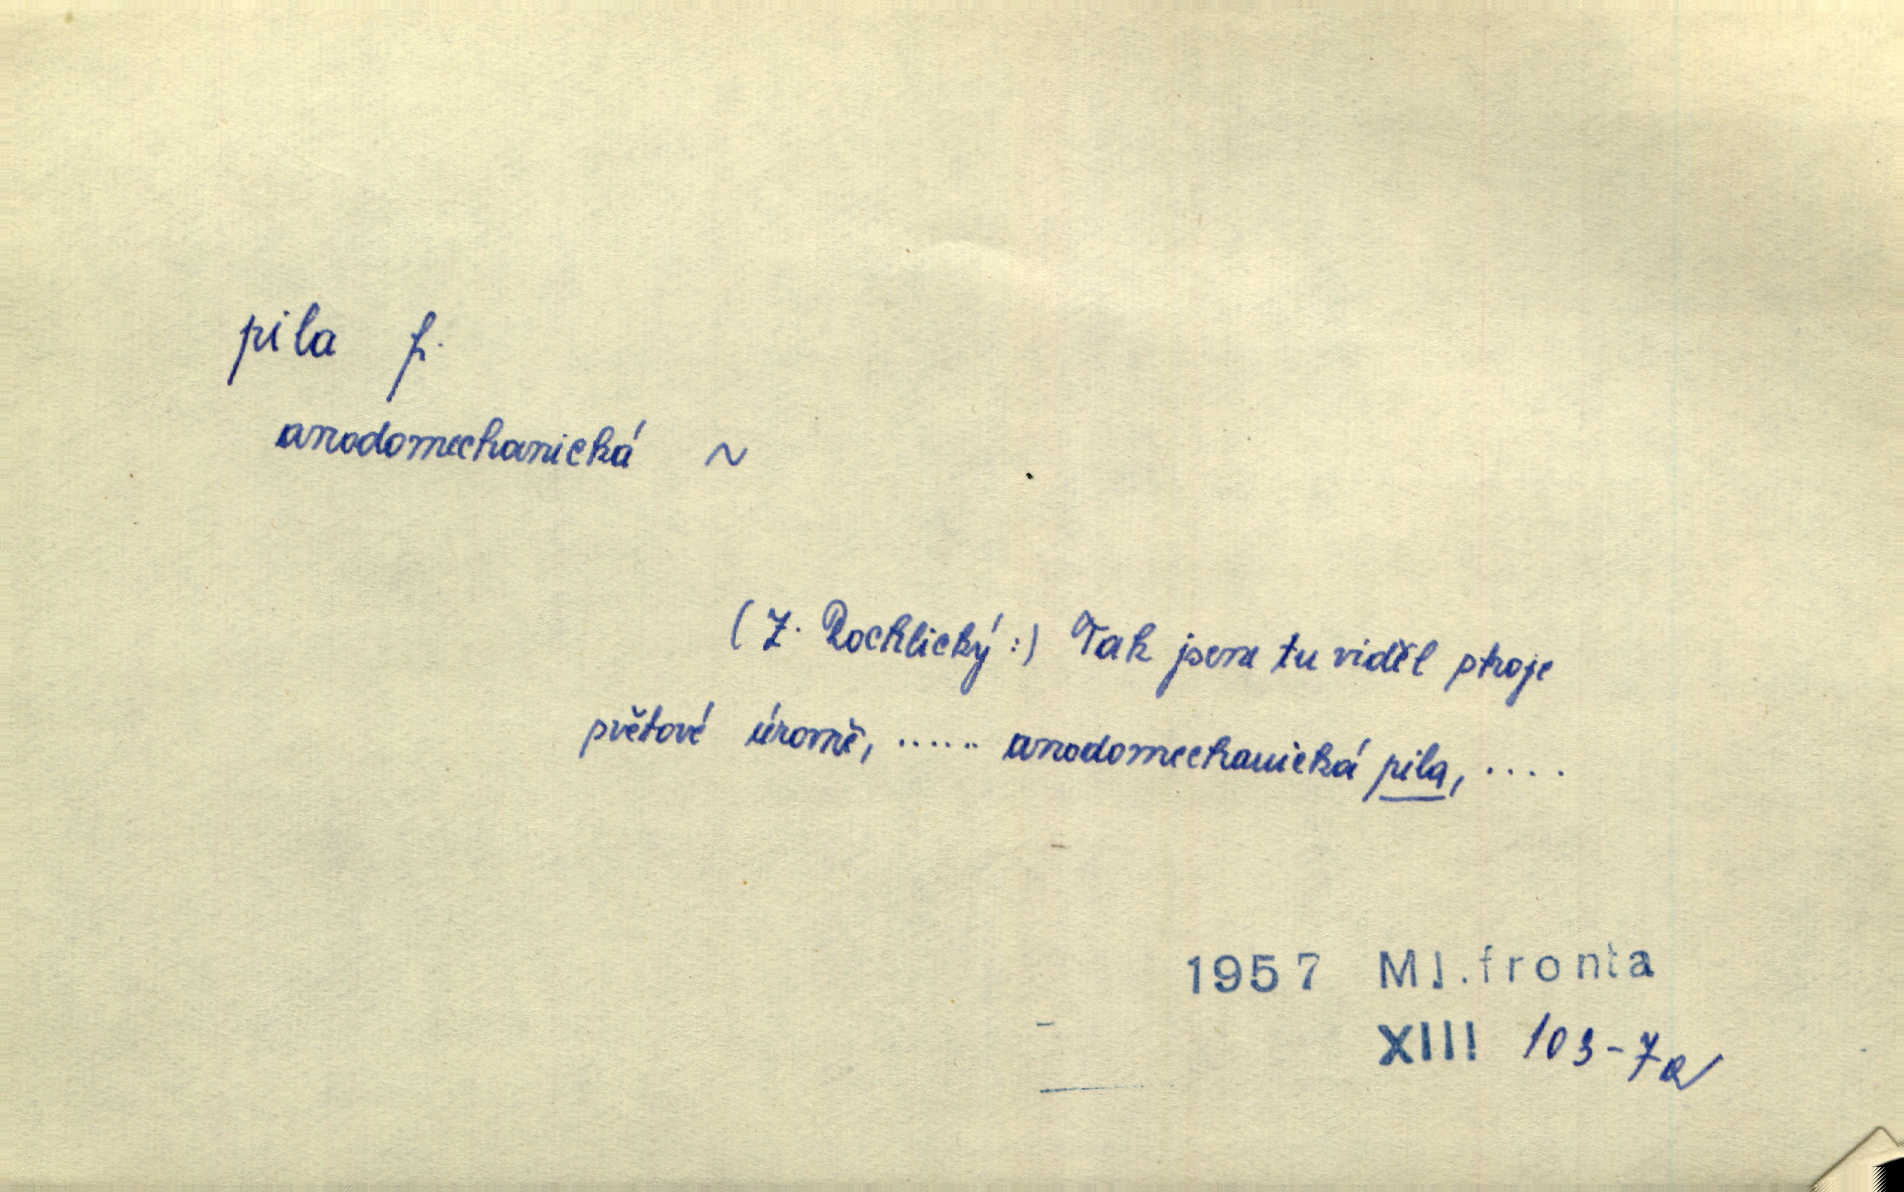 pila f.
anodomechanická ~
(Z. Rochlický:) Tak jsem tu viděl stroje
světové úrovně, ...... anodomechanická pila, ....
1957 Ml.fronta
XIII 103-7a